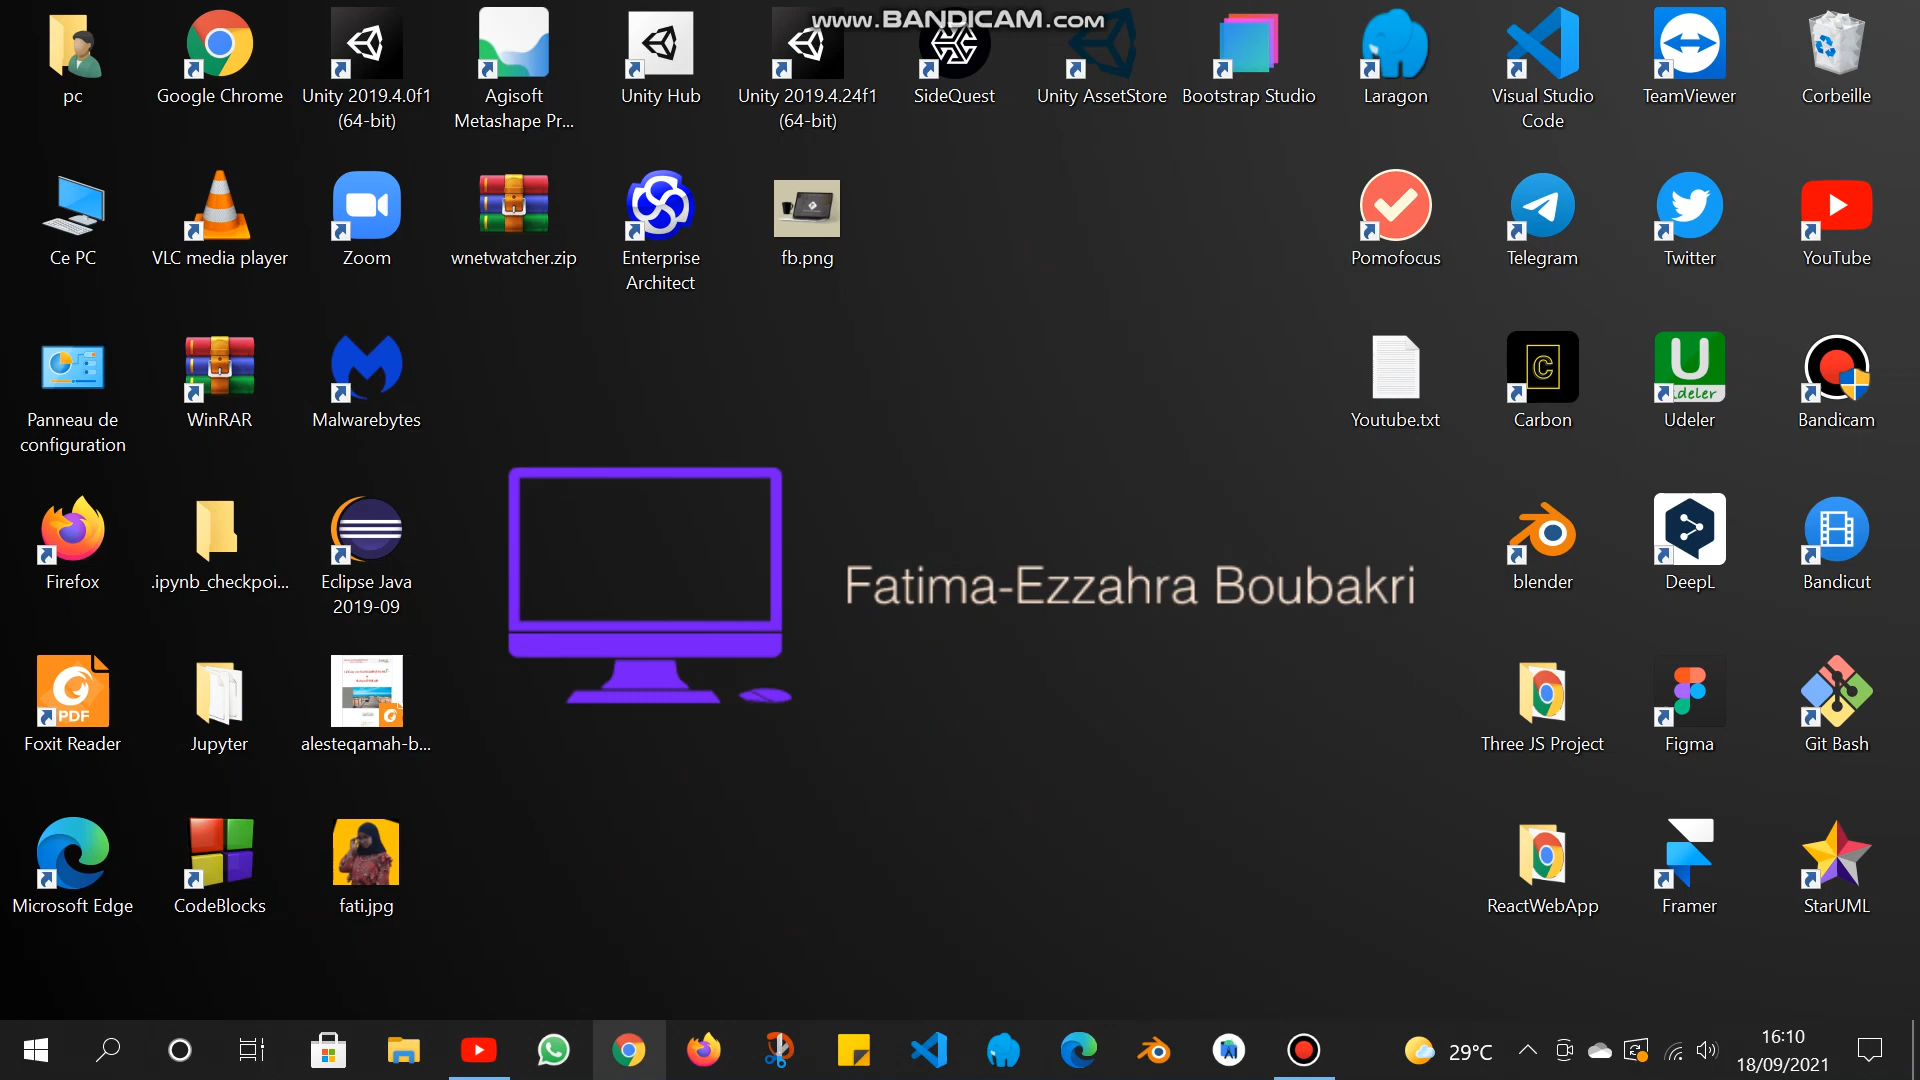 www.BANDICAM.com
pc
Google Chrome
Unity 2019.4.0f1
(64-bit)
Agisoft
Metashape Pr...
Unity Hub
Unity 2019.4.24f1
(64-bit)
SideQuest
Unity AssetStore
Bootstrap Studio
Laragon
Visual Studio
Code
TeamViewer
Corbeille
Ce PC
VLC media player
Zoom
wnetwatcher.zip
Enterprise
Architect
fb.png
Pomofocus
Telegram
Twitter
YouTube
Panneau de
configuration
WinRAR
Malwarebytes
Youtube.txt
C
Carbon
U
deler
Udeler
Bandicam
Firefox
.ipynb_checkpoi...
Eclipse Java
2019-09
Fatima-Ezzahra Boubakri
blender
DeepL
Bandicut
PDF
Foxit Reader
Jupyter
alesteqamah-b...
Three JS Project
Figma
Git Bash
Microsoft Edge
CodeBlocks
fati.jpg
ReactWebApp
Framer
StarUML
29°C
16:10
18/09/2021